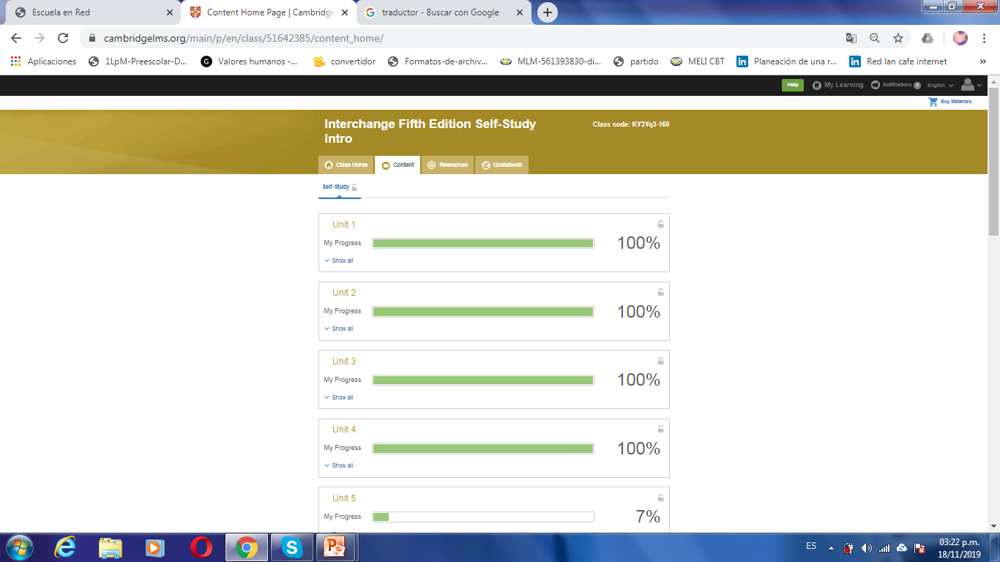 Escuela en Red
Content Home Page | Cambridge
traductor - Buscar con Google
cambridgelms.org/main/p/en/class/51642385/content_home/
Aplicaciones
1LpM-Preescolar-D...
Valores humanos -...
convertidor
Formatos-de-archiv...
MLM-561393830-di...
partido
MELI CBT
Planeación de una r...
Red lan cafe internet
»
Help
My Learning
Notifications 1
English
Buy Materials
Interchange Fifth Edition Self-Study
Intro
Class code: KY3Yq3-160
Class Home
Content
Resources
Gradebook
Self-Study
Unit 1
My Progress
100%
Show all
Unit 2
My Progress
100%
Show all
Unit 3
My Progress
100%
Show all
Unit 4
My Progress
100%
Show all
Unit 5
My Progress
7%
ES
03:22 p.m.
18/11/2019